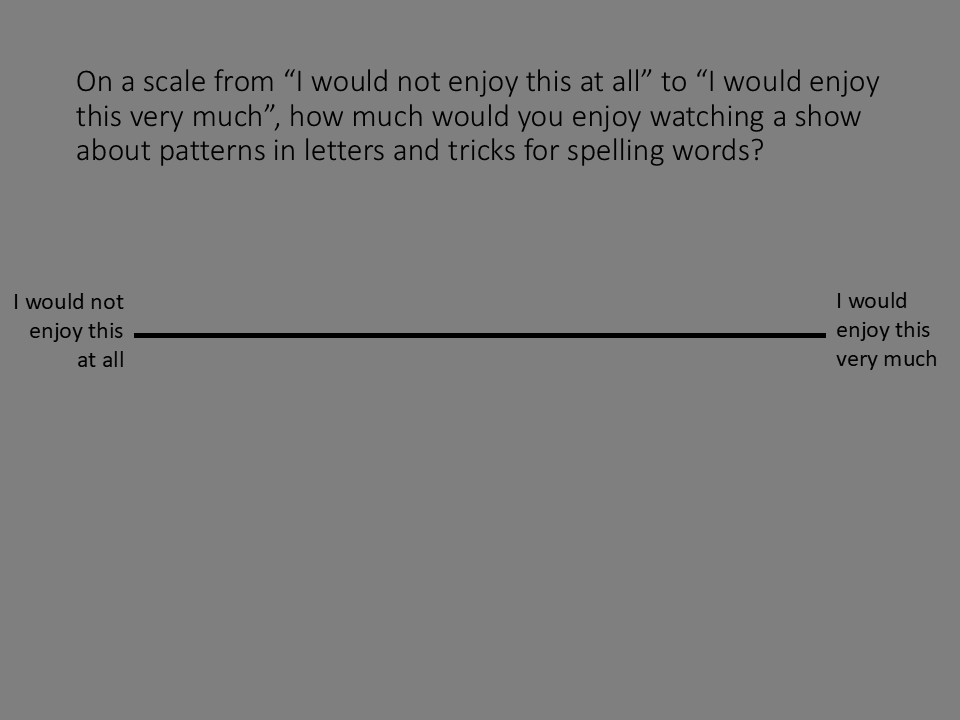 On a scale from “I would not enjoy this at all” to “I would enjoy
this very much”, how much would you enjoy watching a show
about patterns in letters and tricks for spelling words?
I would not
enjoy this
at all
I would
enjoy this
very much